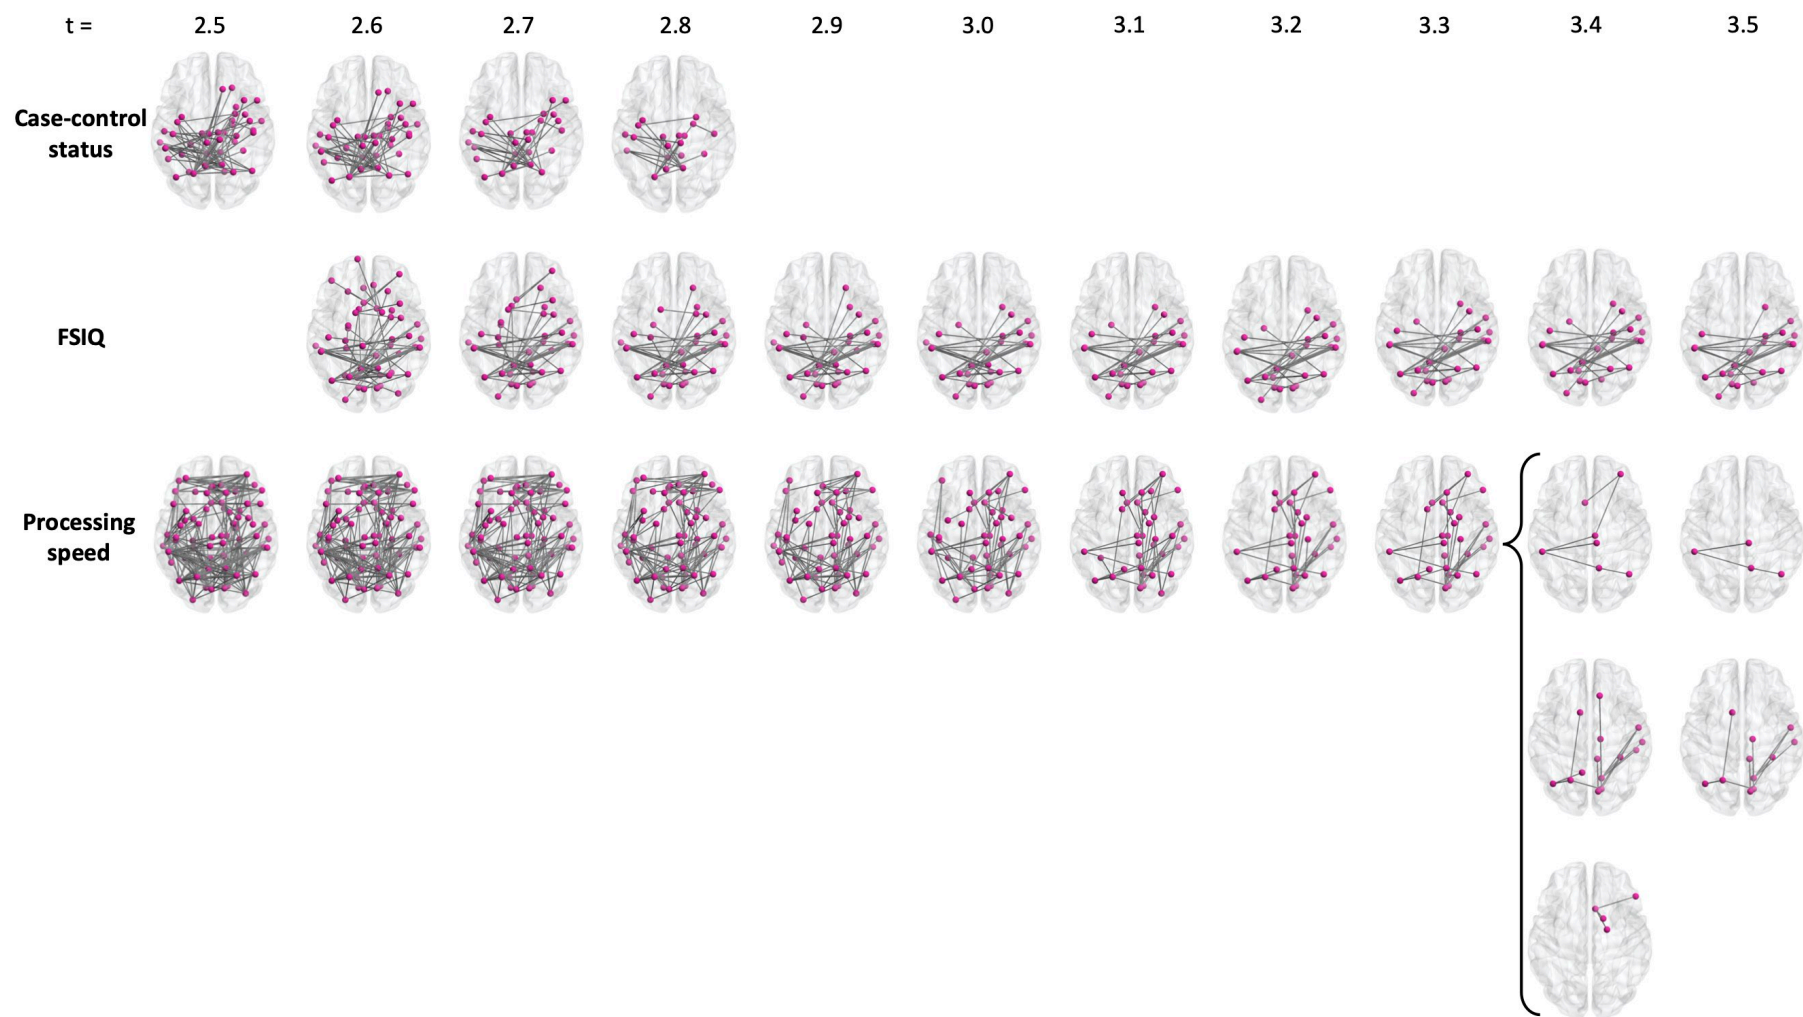 t = 2.5 2.6 2.7 2.8 2.9 3.0 3.1 3.2 3.3 3.4 3.5
Case-control
status
FSIQ
Processing
speed